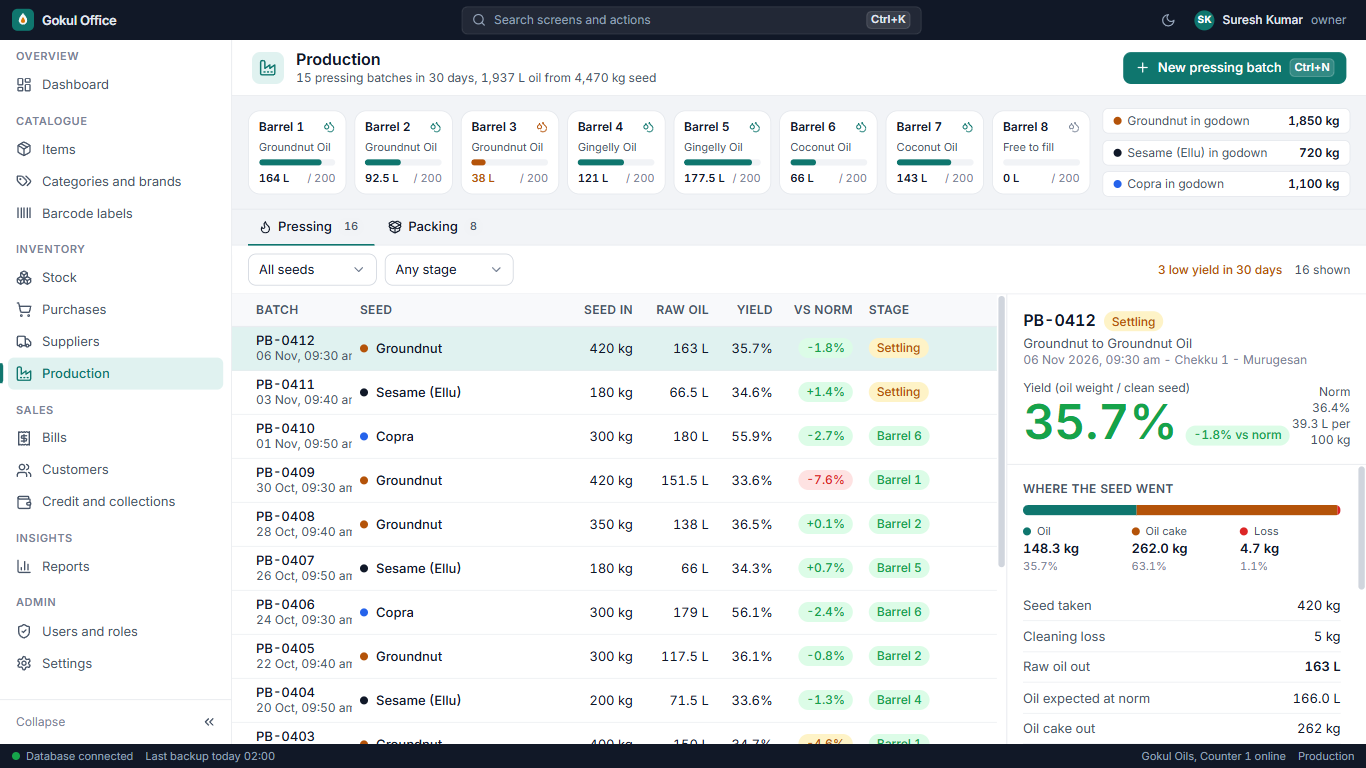 Gokul Office
Search screens and actions Ctrl+K
SK Suresh Kumar owner
OVERVIEW
Dashboard
CATALOGUE
Items
Categories and brands
Barcode labels
INVENTORY
Stock
Purchases
Suppliers
Production
SALES
Bills
Customers
Credit and collections
INSIGHTS
Reports
ADMIN
Users and roles
Settings
Collapse
Production
15 pressing batches in 30 days, 1,937 L oil from 4,470 kg seed
New pressing batch Ctrl+N
Barrel 1
Groundnut Oil
164 L / 200
Barrel 2
Groundnut Oil
92.5 L / 200
Barrel 3
Groundnut Oil
38 L / 200
Barrel 4
Gingelly Oil
121 L / 200
Barrel 5
Gingelly Oil
177.5 L / 200
Barrel 6
Coconut Oil
66 L / 200
Barrel 7
Coconut Oil
143 L / 200
Barrel 8
Free to fill
0 L / 200
Groundnut in godown 1,850 kg
Sesame (Ellu) in godown 720 kg
Copra in godown 1,100 kg
Pressing 16 Packing 8
All seeds Any stage 3 low yield in 30 days 16 shown
BATCH SEED SEED IN RAW OIL YIELD VS NORM STAGE
PB-0412
06 Nov, 09:30 am Groundnut 420 kg 163 L 35.7% -1.8% Settling
PB-0411
03 Nov, 09:40 am Sesame (Ellu) 180 kg 66.5 L 34.6% +1.4% Settling
PB-0410
01 Nov, 09:50 am Copra 300 kg 180 L 55.9% -2.7% Barrel 6
PB-0409
30 Oct, 09:30 am Groundnut 420 kg 151.5 L 33.6% -7.6% Barrel 1
PB-0408
28 Oct, 09:40 am Groundnut 350 kg 138 L 36.5% +0.1% Barrel 2
PB-0407
26 Oct, 09:50 am Sesame (Ellu) 180 kg 66 L 34.3% +0.7% Barrel 5
PB-0406
24 Oct, 09:30 am Copra 300 kg 179 L 56.1% -2.4% Barrel 6
PB-0405
22 Oct, 09:40 am Groundnut 300 kg 117.5 L 36.1% -0.8% Barrel 2
PB-0404
20 Oct, 09:50 am Sesame (Ellu) 200 kg 71.5 L 33.6% -1.3% Barrel 4
PB-0403
Groundnut 400 kg 150 L 34.7% -4.6% Barrel 1
PB-0412 Settling
Groundnut to Groundnut Oil
06 Nov 2026, 09:30 am - Chekku 1 - Murugesan
Yield (oil weight / clean seed)
35.7% -1.8% vs norm
Norm
36.4%
39.3 L per
100 kg
WHERE THE SEED WENT
Oil
148.3 kg
35.7%
Oil cake
262.0 kg
63.1%
Loss
4.7 kg
1.1%
Seed taken 420 kg
Cleaning loss 5 kg
Raw oil out 163 L
Oil expected at norm 166.0 L
Oil cake out 262 kg
Database connected Last backup today 02:00
Gokul Oils, Counter 1 online Production